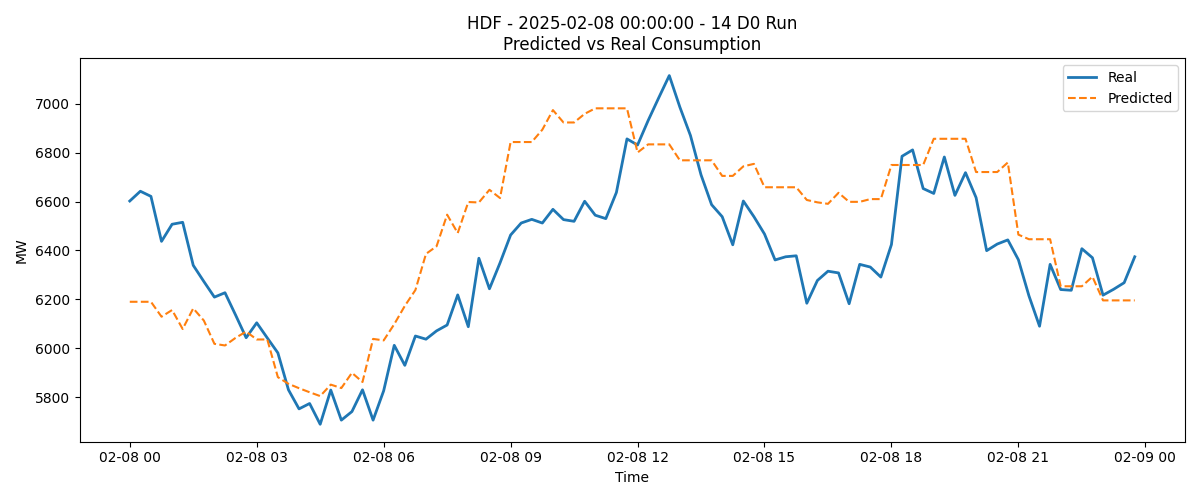 HDF - 2025-02-08 00:00:00 - 14 D0 Run
Predicted vs Real Consumption
Real
Predicted
MW
7000
6800
6600
6400
6200
6000
5800
02-08 00
02-08 03
02-08 06
02-08 09
02-08 12
02-08 15
02-08 18
02-08 21
02-09 00
Time